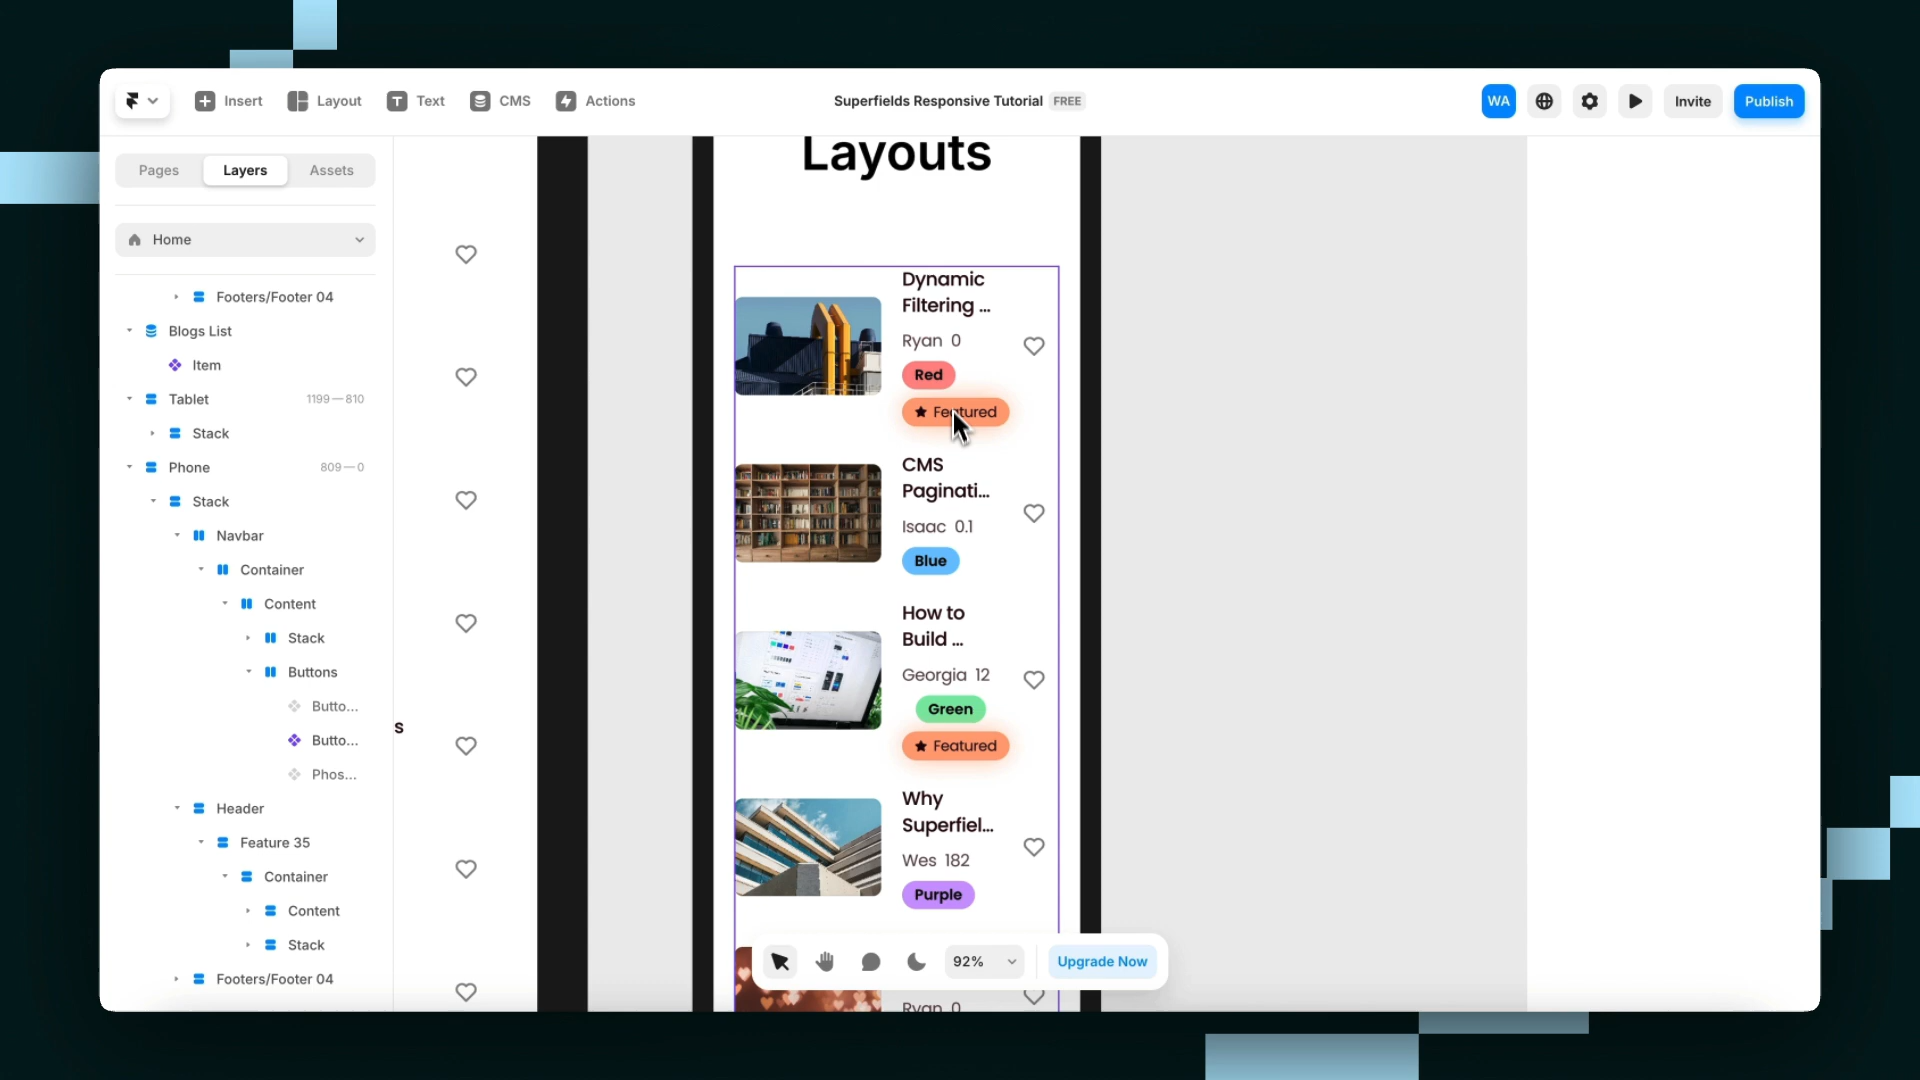 Insert
Layout
Text
CMS
Actions
Superfields Responsive Tutorial FREE
WA
Invite
Publish
Pages
Layers
Assets
Home
Footers/Footer 04
Blogs List
Item
Tablet 1199—810
Stack
Phone 809—0
Stack
Navbar
Container
Content
Stack
Buttons
Butto...
Butto...
Phos...
Header
Feature 35
Container
Content
Stack
Footers/Footer 04
s
Layouts
Dynamic
Filtering ...
Ryan 0
Red
Featured
CMS
Paginati...
Isaac 0.1
Blue
How to
Build ...
Georgia 12
Green
Featured
Why
Superfiel...
Wes 182
Purple
Ryan 0
92%
Upgrade Now